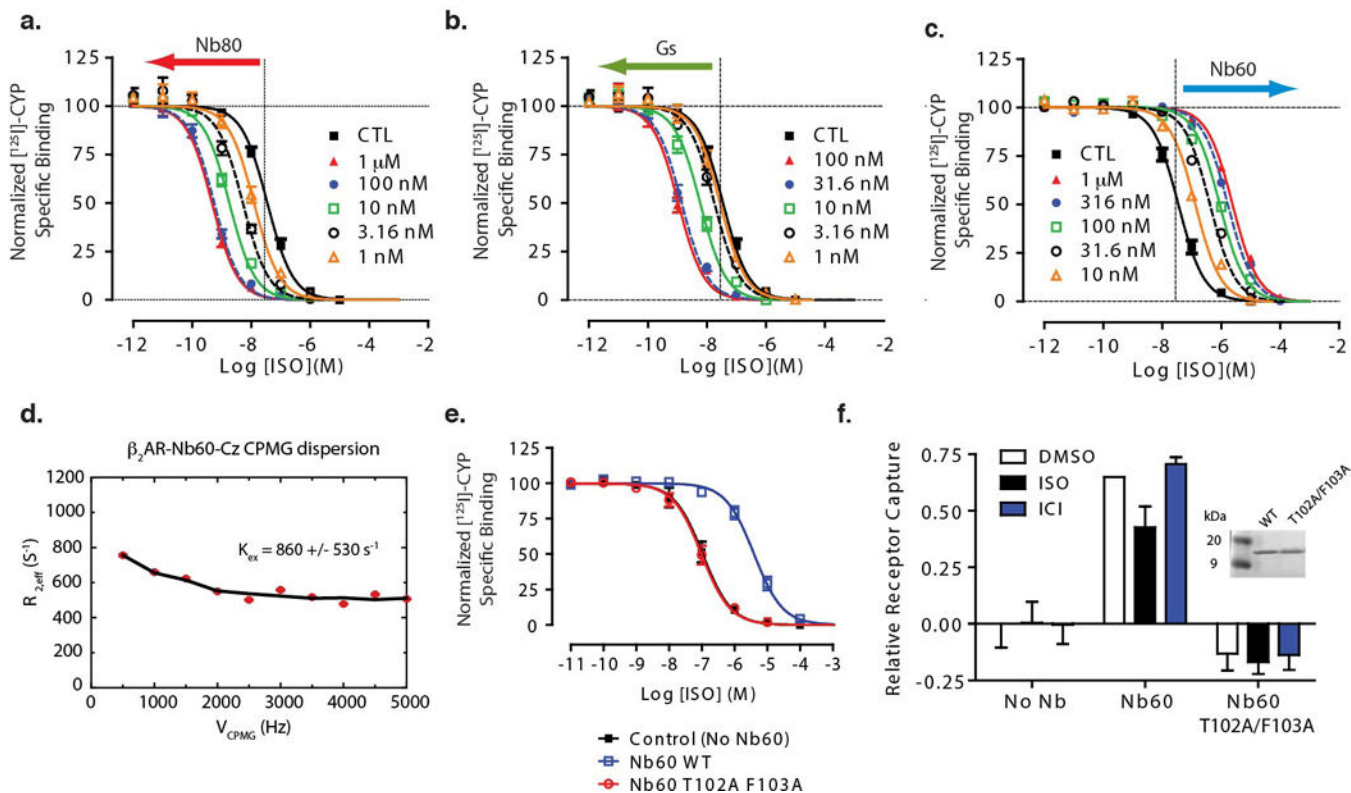 a.
Nb80
Normalized [¹²⁵I]-CYP
Specific Binding
125
100
75
50
25
0
CTL
1 μM
100 nM
10 nM
3.16 nM
1 nM
-12 -10 -8 -6 -4 -2
Log [ISO](M)
b.
Gs
Normalized [¹²⁵I]-CYP
Specific Binding
125
100
75
50
25
0
CTL
100 nM
31.6 nM
10 nM
3.16 nM
1 nM
-12 -10 -8 -6 -4 -2
Log [ISO](M)
c.
Nb60
Normalized [¹²⁵I]-CYP
Specific Binding
125
100
75
50
25
0
CTL
1 μM
316 nM
100 nM
31.6 nM
10 nM
-12 -10 -8 -6 -4 -2
Log [ISO](M)
d.
β₂AR-Nb60-Cz CPMG dispersion
R₂,eff (S⁻¹)
1200
1000
800
600
400
200
0
Kex = 860 +/- 530 s⁻¹
0 1000 2000 3000 4000 5000
VCPMG (Hz)
e.
Normalized [¹²⁵I]-CYP
Specific Binding
125
100
75
50
25
0
-11 -10 -9 -8 -7 -6 -5 -4 -3
Log [ISO] (M)
Control (No Nb60)
Nb60 WT
Nb60 T102A F103A
f.
Relative Receptor Capture
0.75
0.50
0.25
0.00
-0.25
DMSO
ISO
ICI
kDa
20
9
WT
T102A/F103A
No Nb
Nb60
Nb60
T102A/F103A